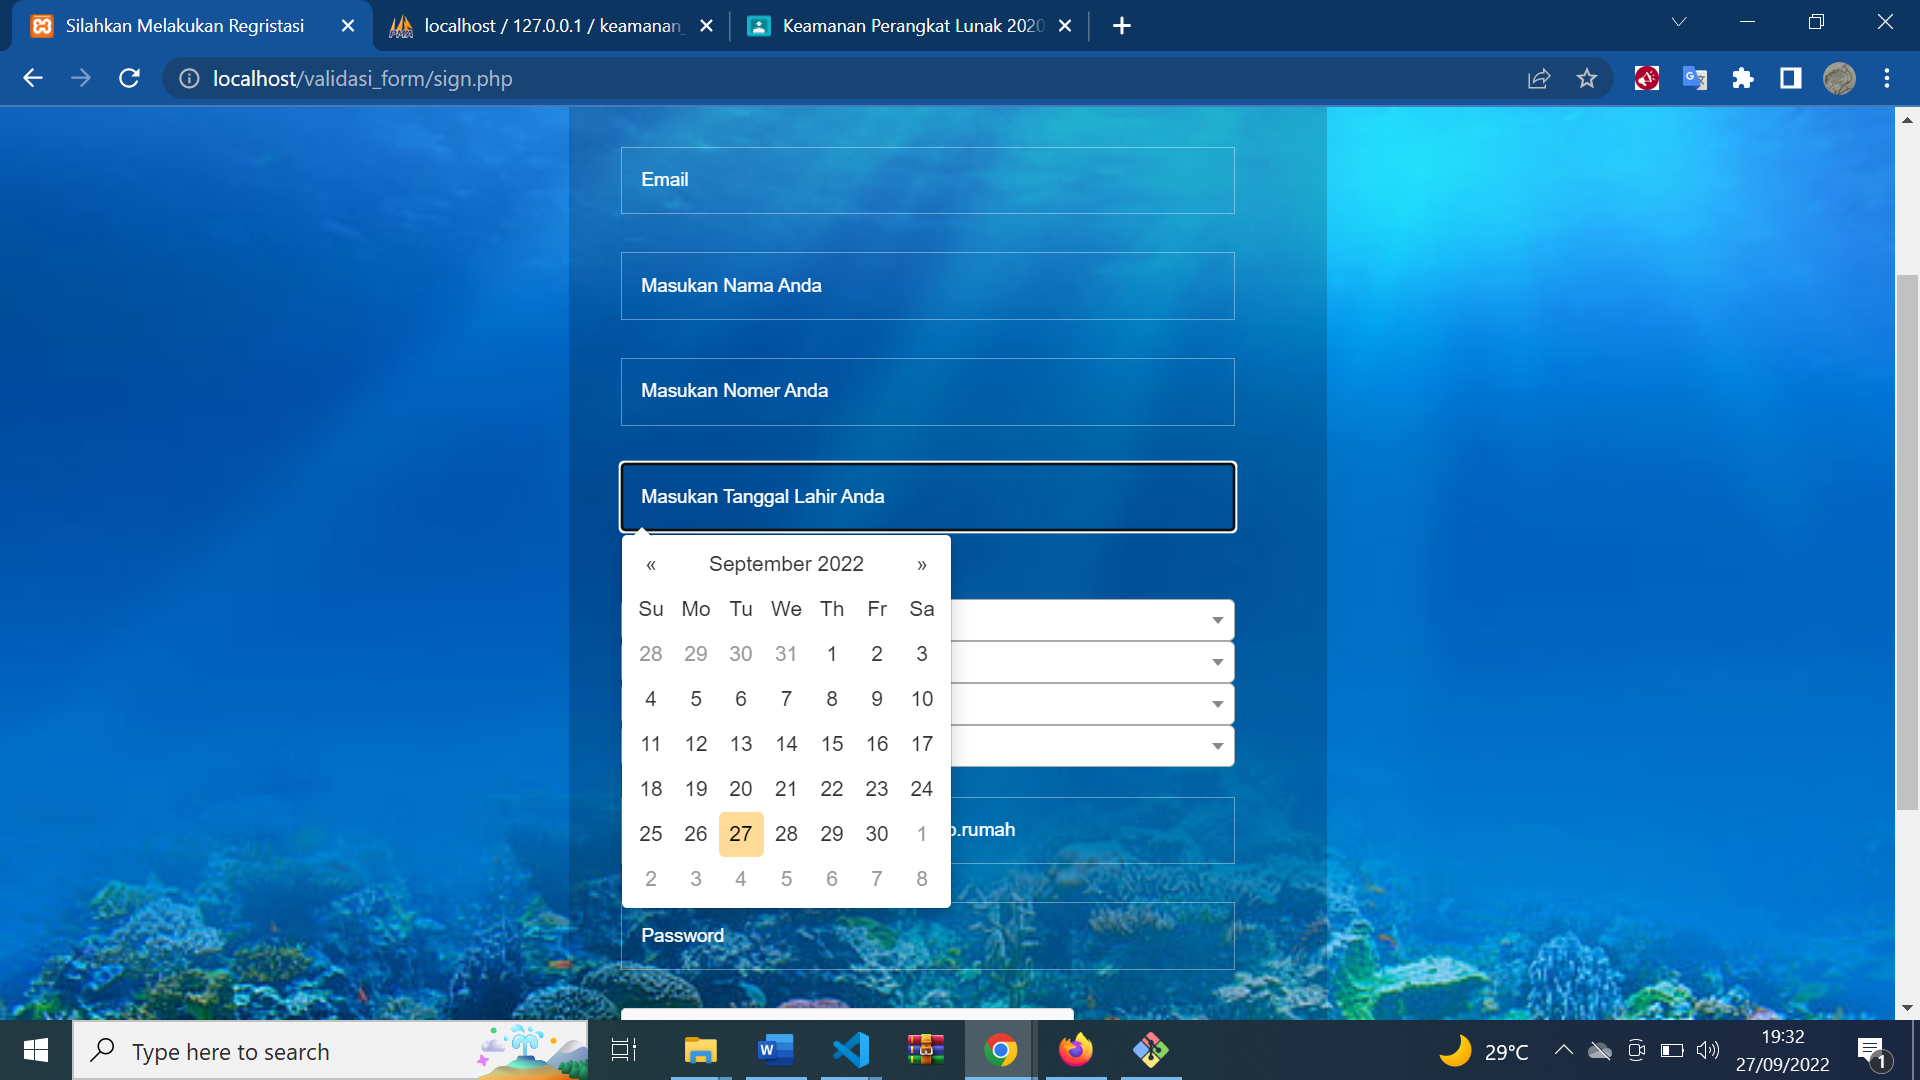 Silahkan Melakukan Regristasi
localhost / 127.0.0.1 / keamanan_
Keamanan Perangkat Lunak 2020
localhost/validasi_form/sign.php
Email
Masukan Nama Anda
Masukan Nomer Anda
Masukan Tanggal Lahir Anda
« September 2022 »
Su Mo Tu We Th Fr Sa
28 29 30 31 1 2 3
4 5 6 7 8 9 10
11 12 13 14 15 16 17
18 19 20 21 22 23 24
25 26 27 28 29 30 1
2 3 4 5 6 7 8
.rumah
Password
Type here to search
29°C
19:32
27/09/2022
1